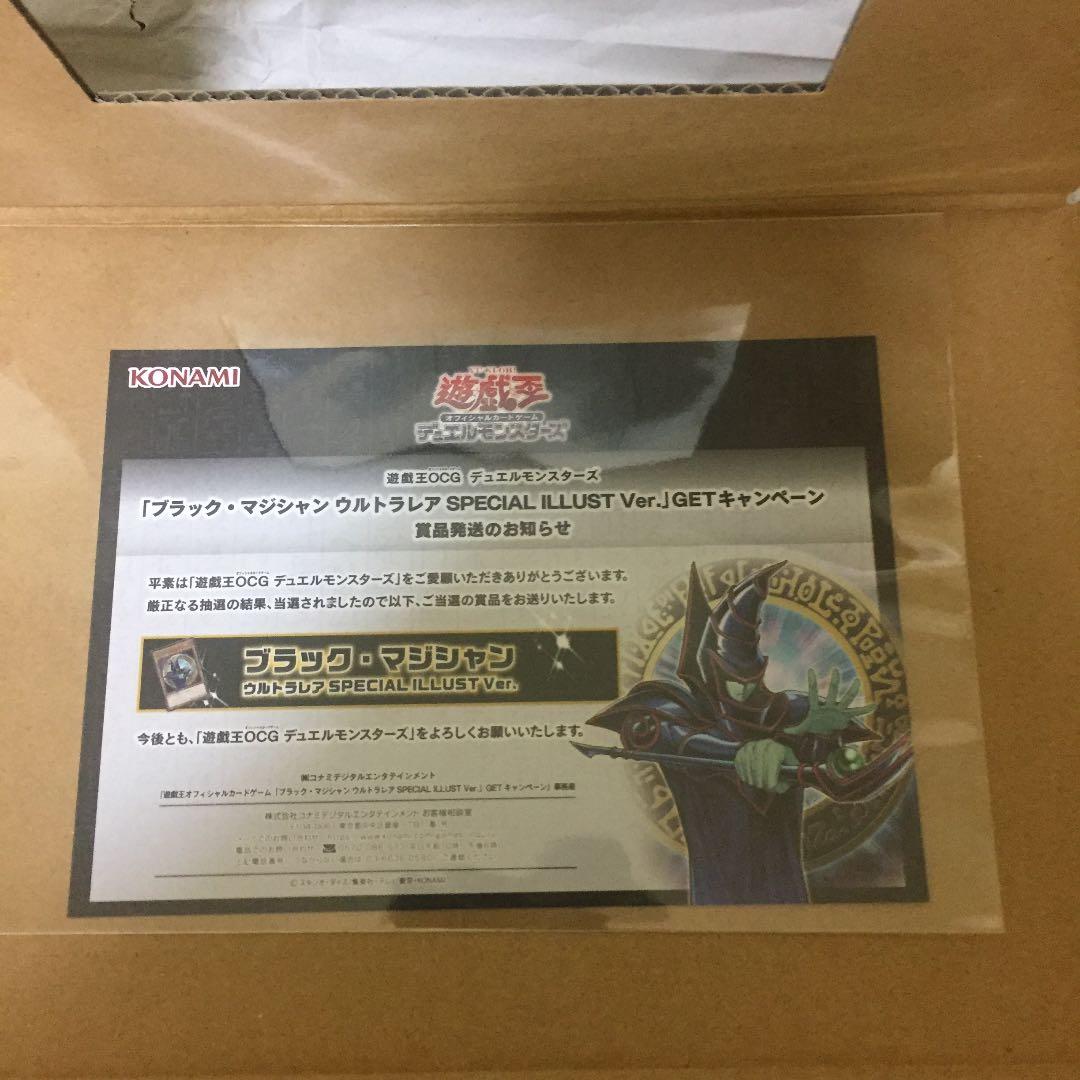 KONAMI
YU-GI-OH!
遊戯王
オフィシャルカードゲーム
デュエルモンスターズ
遊戯王OCG デュエルモンスターズ
「ブラック・マジシャン ウルトラレア SPECIAL ILLUST Ver.」GETキャンペーン
賞品発送のお知らせ
平素は「遊戯王OCG デュエルモンスターズ」をご愛顧いただきありがとうございます。
厳正なる抽選の結果、当選されましたので以下、ご当選の賞品をお送りいたします。
ブラック・マジシャン
ウルトラレア SPECIAL ILLUST Ver.
今後とも、「遊戯王OCG デュエルモンスターズ」をよろしくお願いいたします。
㈱コナミデジタルエンタテインメント
「遊戯王オフィシャルカードゲーム「ブラック・マジシャン ウルトラレア SPECIAL ILLUST Ver.」GET キャンペーン」事務局
株式会社コナミデジタルエンタテインメント お客様相談室